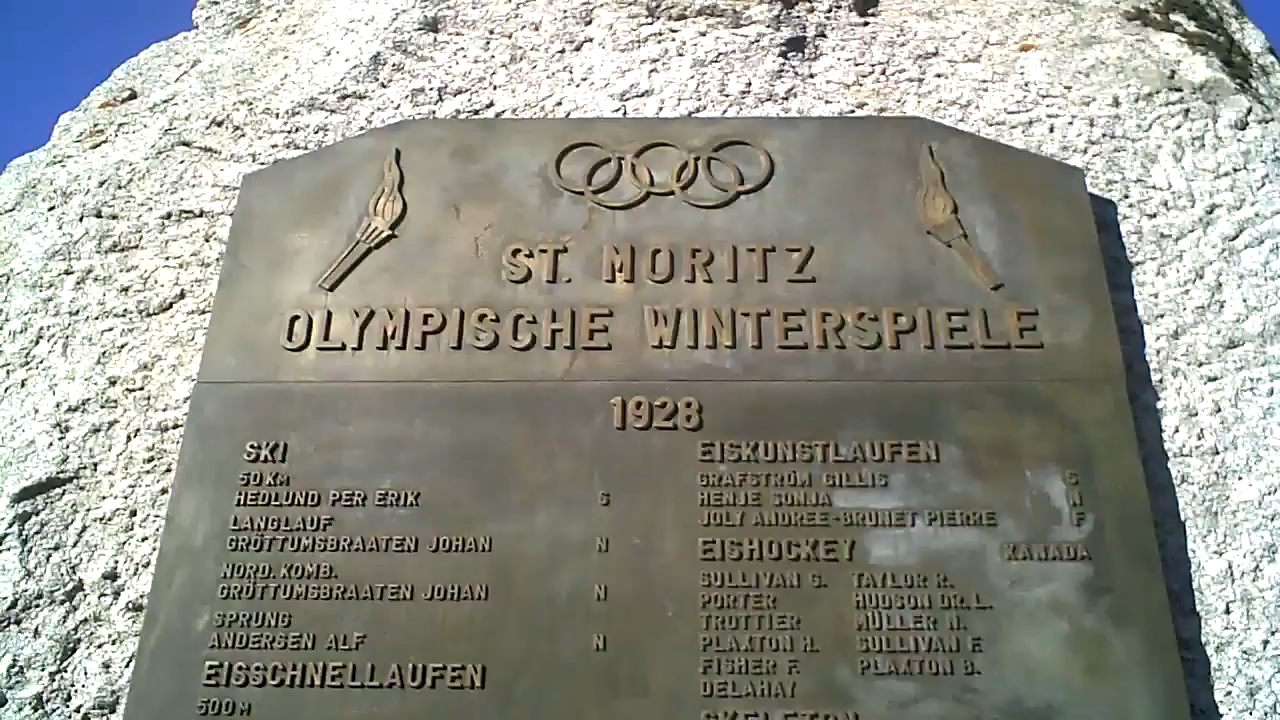 ST. MORITZ
OLYMPISCHE WINTERSPIELE
1928
SKI
50 KM
HEDLUND PER ERIK S
LANGLAUF
GRÖTTUMSBRAATEN JOHAN N
NORD. KOMB.
GRÖTTUMSBRAATEN JOHAN N
SPRUNG
ANDERSEN ALF N
EISSCHNELLAUFEN
500 M
EISKUNSTLAUFEN
GRAFSTRÖM GILLIS S
HENJE SONJA N
JOLY ANDREE-BRUNET PIERRE F
EISHOCKEY KANADA
SULLIVAN G. TAYLOR R.
PORTER HUDSON DR. L.
TROTTIER MÜLLER N.
PLAXTON H. SULLIVAN F.
FISHER F. PLAXTON B.
DELAHAY
SKELETON